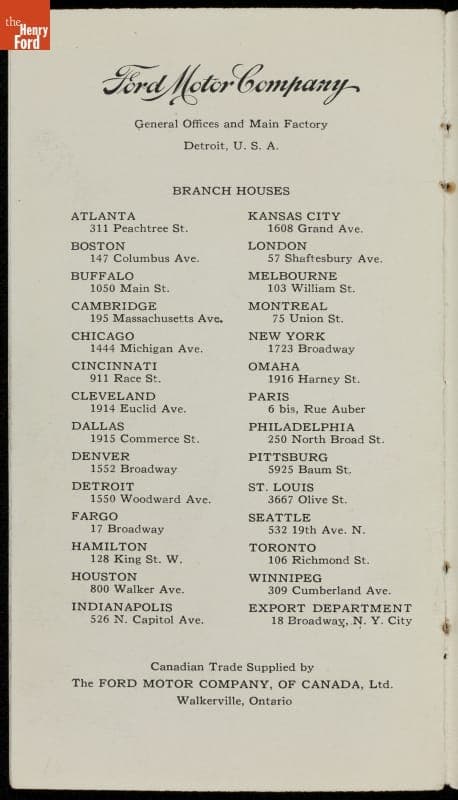 the
Henry
Ford
Ford Motor Company
General Offices and Main Factory
Detroit, U. S. A.
BRANCH HOUSES
ATLANTA
311 Peachtree St.
BOSTON
147 Columbus Ave.
BUFFALO
1050 Main St.
CAMBRIDGE
195 Massachusetts Ave.
CHICAGO
1444 Michigan Ave.
CINCINNATI
911 Race St.
CLEVELAND
1914 Euclid Ave.
DALLAS
1915 Commerce St.
DENVER
1552 Broadway
DETROIT
1550 Woodward Ave.
FARGO
17 Broadway
HAMILTON
128 King St. W.
HOUSTON
800 Walker Ave.
INDIANAPOLIS
526 N. Capitol Ave.
KANSAS CITY
1608 Grand Ave.
LONDON
57 Shaftesbury Ave.
MELBOURNE
103 William St.
MONTREAL
75 Union St.
NEW YORK
1723 Broadway
OMAHA
1916 Harney St.
PARIS
6 bis, Rue Auber
PHILADELPHIA
250 North Broad St.
PITTSBURG
5925 Baum St.
ST. LOUIS
3667 Olive St.
SEATTLE
532 19th Ave. N.
TORONTO
106 Richmond St.
WINNIPEG
309 Cumberland Ave.
EXPORT DEPARTMENT
18 Broadway, N. Y. City
Canadian Trade Supplied by
The FORD MOTOR COMPANY, OF CANADA, Ltd.
Walkerville, Ontario